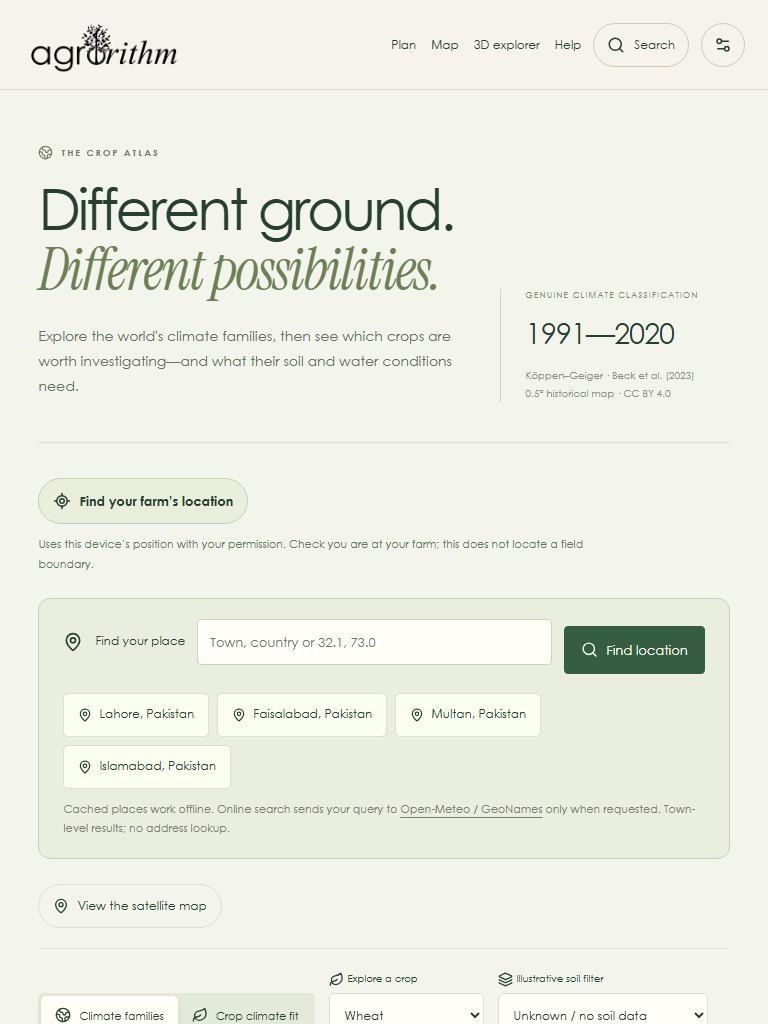 agrorithm
Plan Map 3D explorer Help Search
THE CROP ATLAS
Different ground.
Different possibilities.
Explore the world's climate families, then see which crops are
worth investigating—and what their soil and water conditions
need.
GENUINE CLIMATE CLASSIFICATION
1991—2020
Köppen–Geiger · Beck et al. (2023)
0.5° historical map · CC BY 4.0
Find your farm’s location
Uses this device’s position with your permission. Check you are at your farm; this does not locate a field
boundary.
Find your place
Town, country or 32.1, 73.0
Find location
Lahore, Pakistan
Faisalabad, Pakistan
Multan, Pakistan
Islamabad, Pakistan
Cached places work offline. Online search sends your query to Open-Meteo / GeoNames only when requested. Town-
level results; no address lookup.
View the satellite map
Climate families
Crop climate fit
Explore a crop
Wheat
Illustrative soil filter
Unknown / no soil data